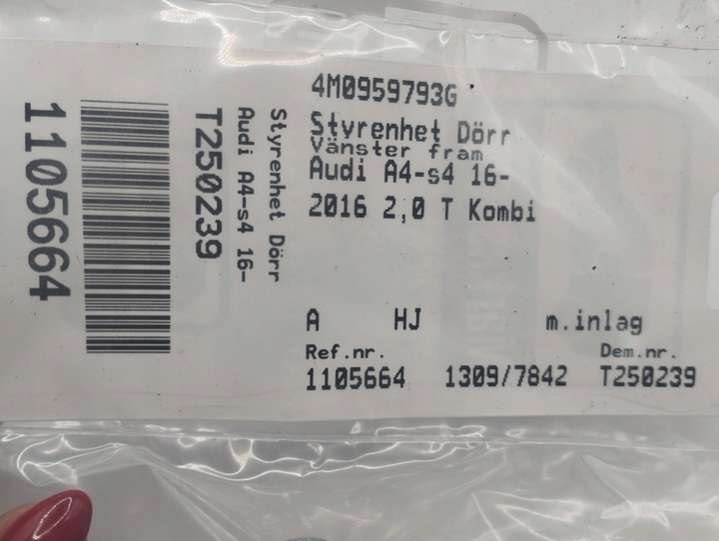 1105664
T250239
Styrenhet Dörr
Audi A4-s4 16-
4M0959793G
Styrenhet Dörr
Vänster fram
Audi A4-s4 16-
2016 2,0 T Kombi
A HJ m.inlag
Ref.nr. Dem.nr.
1105664 1309/7842 T250239